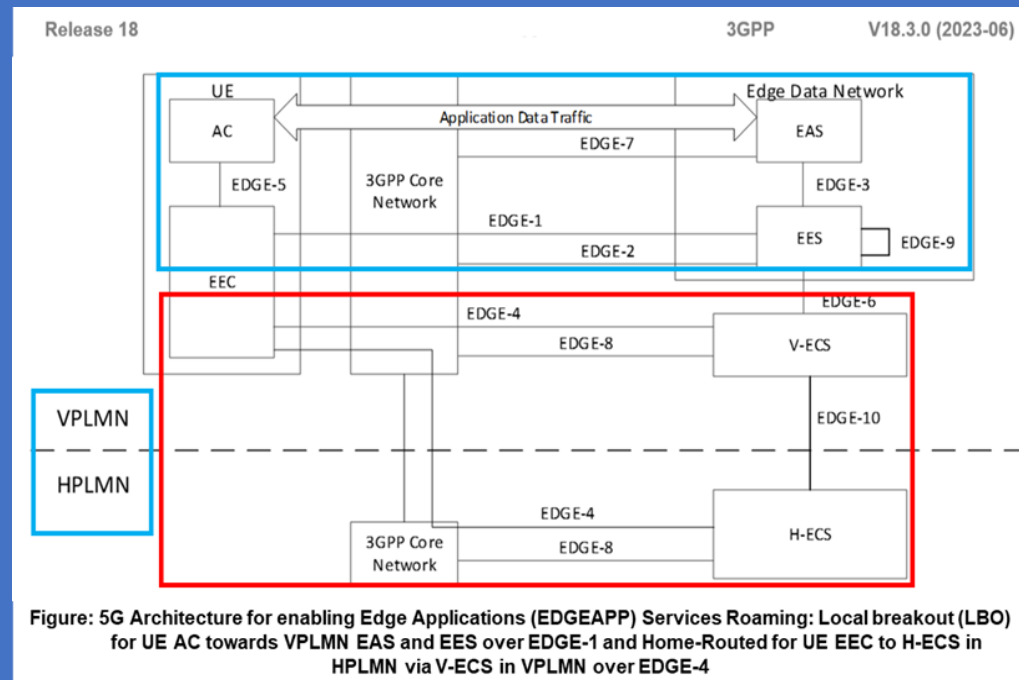 Release 18
3GPP
V18.3.0 (2023-06)
UE
Edge Data Network
AC
Application Data Traffic
EAS
EDGE-7
EDGE-5
3GPP Core
Network
EDGE-3
EDGE-1
EES
EDGE-9
EDGE-2
EEC
EDGE-6
EDGE-4
V-ECS
EDGE-8
VPLMN
EDGE-10
HPLMN
EDGE-4
H-ECS
3GPP Core
Network
EDGE-8
Figure: 5G Architecture for enabling Edge Applications (EDGEAPP) Services Roaming: Local breakout (LBO)
for UE AC towards VPLMN EAS and EES over EDGE-1 and Home-Routed for UE EEC to H-ECS in
HPLMN via V-ECS in VPLMN over EDGE-4